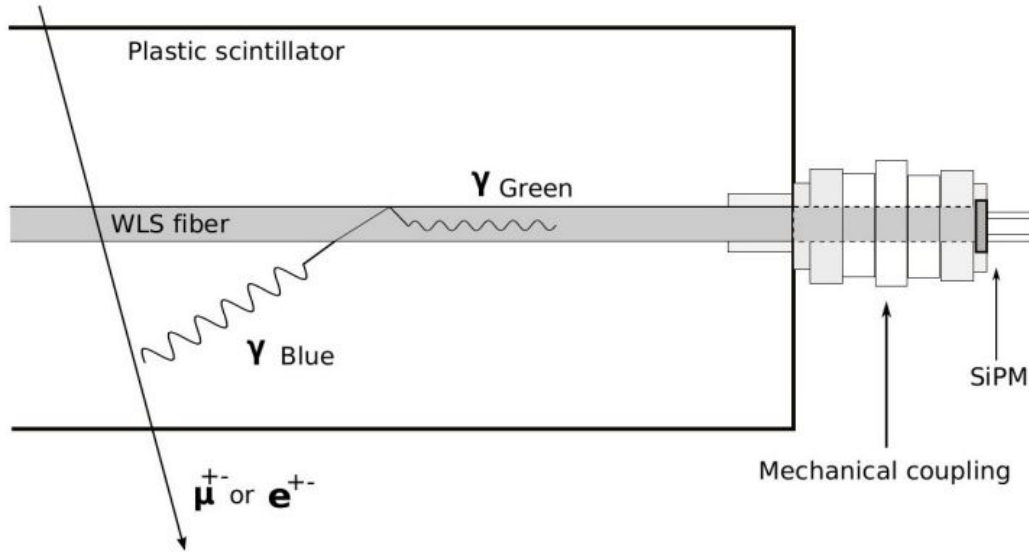 Plastic scintillator
γ Green
WLS fiber
γ Blue
SiPM
Mechanical coupling
μ⁺⁻ or e⁺⁻